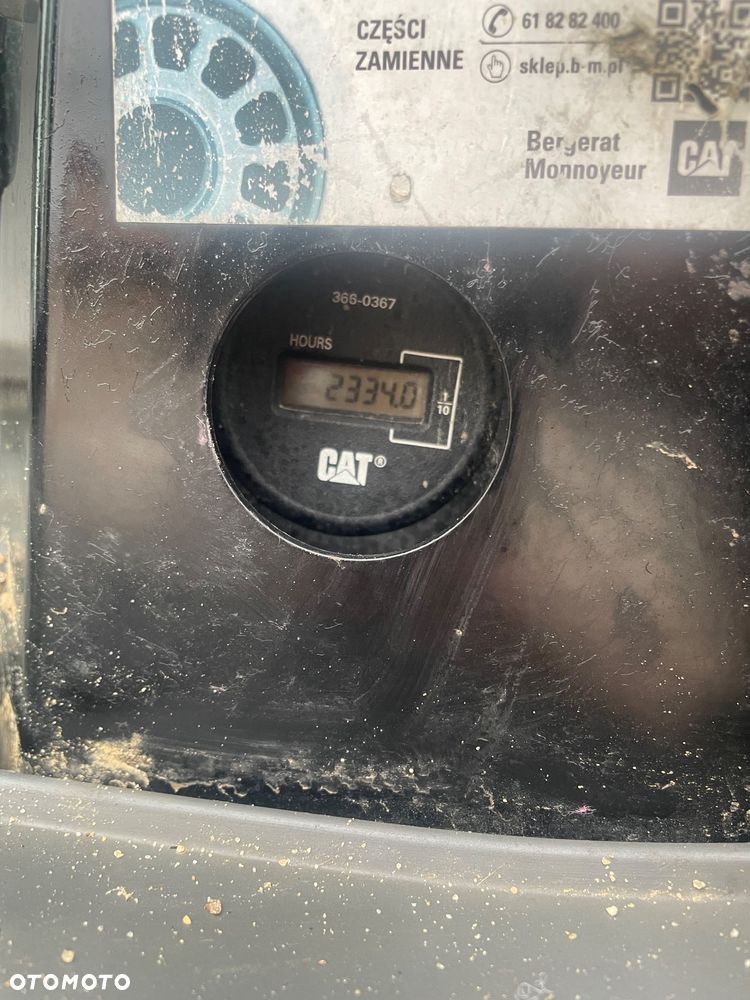 CZĘŚCI
ZAMIENNE
61 82 82 400
sklep.b-m.pl
Bergerat
Monnoyeur
CAT
366-0367
HOURS
2334.0
1/10
CAT®
OTOMOTO